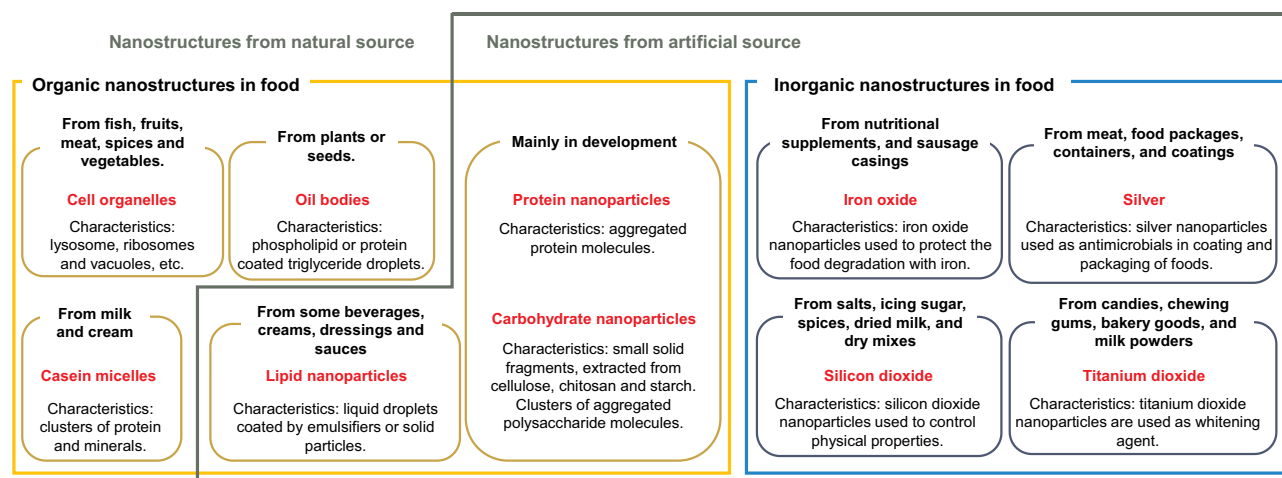 Nanostructures from natural source
Nanostructures from artificial source
Organic nanostructures in food
From fish, fruits,
meat, spices and
vegetables.
Cell organelles
Characteristics:
lysosome, ribosomes
and vacuoles, etc.
From plants or
seeds.
Oil bodies
Characteristics:
phospholipid or protein
coated triglyceride droplets.
From milk
and cream
Casein micelles
Characteristics:
clusters of protein
and minerals.
From some beverages,
creams, dressings and
sauces
Lipid nanoparticles
Characteristics: liquid droplets
coated by emulsifiers or solid
particles.
Mainly in development
Protein nanoparticles
Characteristics: aggregated
protein molecules.
Carbohydrate nanoparticles
Characteristics: small solid
fragments, extracted from
cellulose, chitosan and starch.
Clusters of aggregated
polysaccharide molecules.
Inorganic nanostructures in food
From nutritional
supplements, and sausage
casings
Iron oxide
Characteristics: iron oxide
nanoparticles used to protect the
food degradation with iron.
From meat, food packages,
containers, and coatings
Silver
Characteristics: silver nanoparticles
used as antimicrobials in coating and
packaging of foods.
From salts, icing sugar,
spices, dried milk, and
dry mixes
Silicon dioxide
Characteristics: silicon dioxide
nanoparticles used to control
physical properties.
From candies, chewing
gums, bakery goods, and
milk powders
Titanium dioxide
Characteristics: titanium dioxide
nanoparticles are used as whitening
agent.